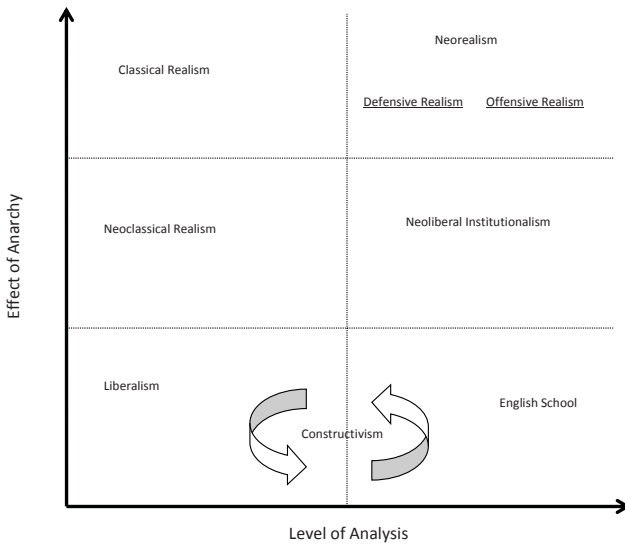 Neorealism
Classical Realism
Defensive Realism Offensive Realism
Effect of Anarchy
Neoclassical Realism
Neoliberal Institutionalism
Liberalism
English School
Constructivism
Level of Analysis